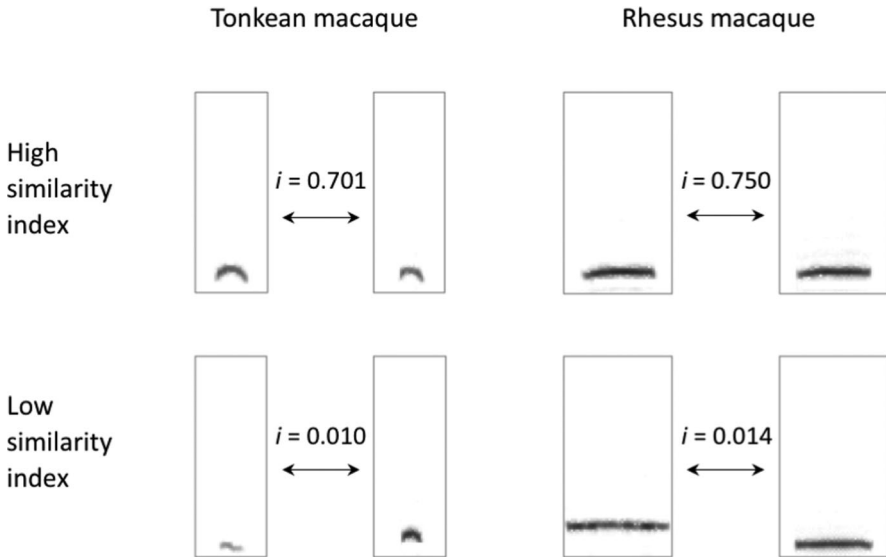 Tonkean macaque
Rhesus macaque
High
similarity
index
i = 0.701
i = 0.750
Low
similarity
index
i = 0.010
i = 0.014